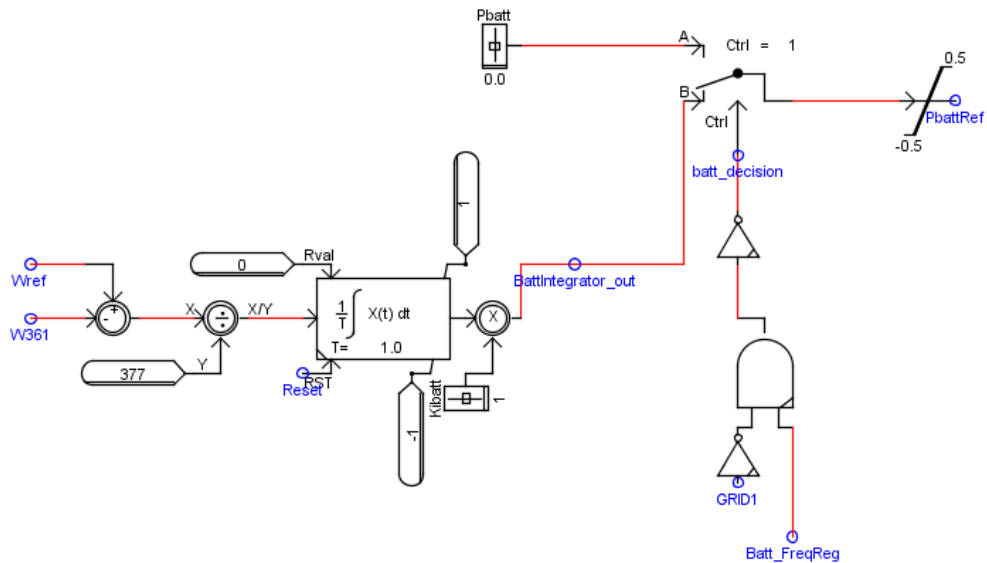 Pbatt
0.0
A
Ctrl = 1
B
Ctrl
0.5
-0.5
PbattRef
batt_decision
1
Wref
W361
+
-
0
Rval
X
÷
X/Y
377
Y
1
T
∫
X(t) dt
T= 1.0
Reset
RST
-1
X
Kibatt
1
BattIntegrator_out
GRID1
Batt_FreqReg